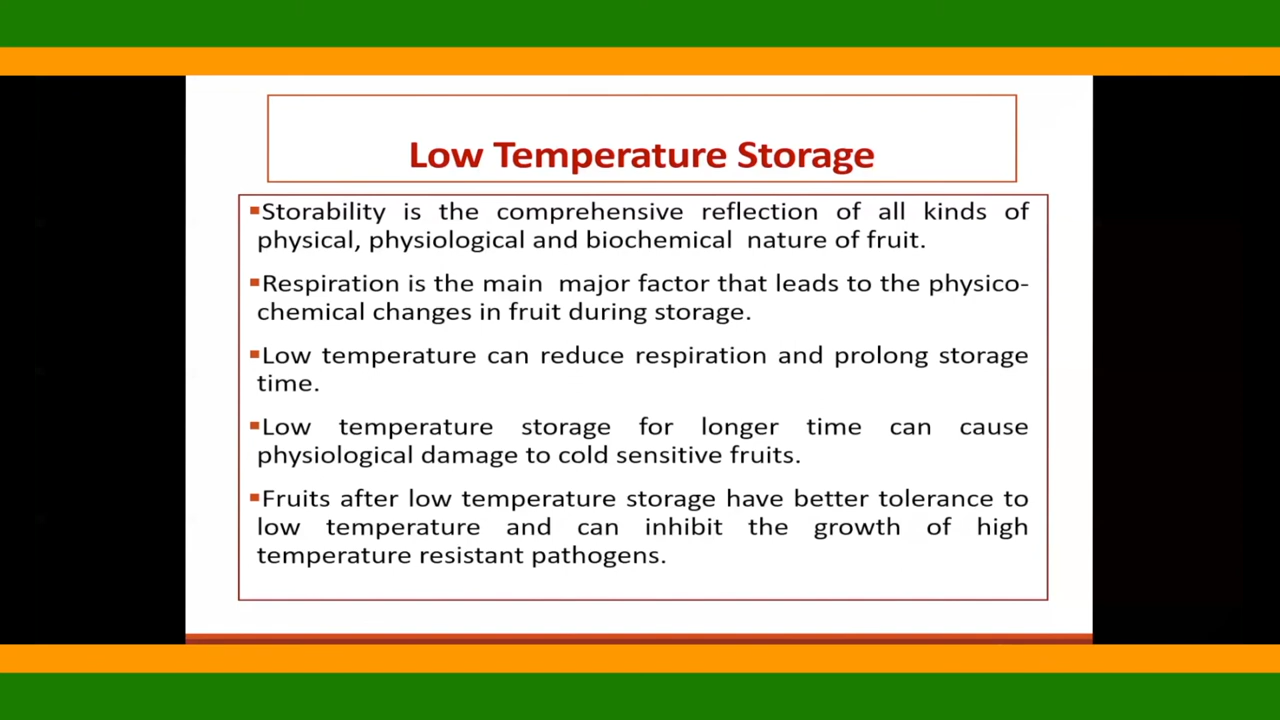 Low Temperature Storage
▪Storability is the comprehensive reflection of all kinds of
physical, physiological and biochemical nature of fruit.
▪Respiration is the main major factor that leads to the physico-
chemical changes in fruit during storage.
▪Low temperature can reduce respiration and prolong storage
time.
▪Low temperature storage for longer time can cause
physiological damage to cold sensitive fruits.
▪Fruits after low temperature storage have better tolerance to
low temperature and can inhibit the growth of high
temperature resistant pathogens.